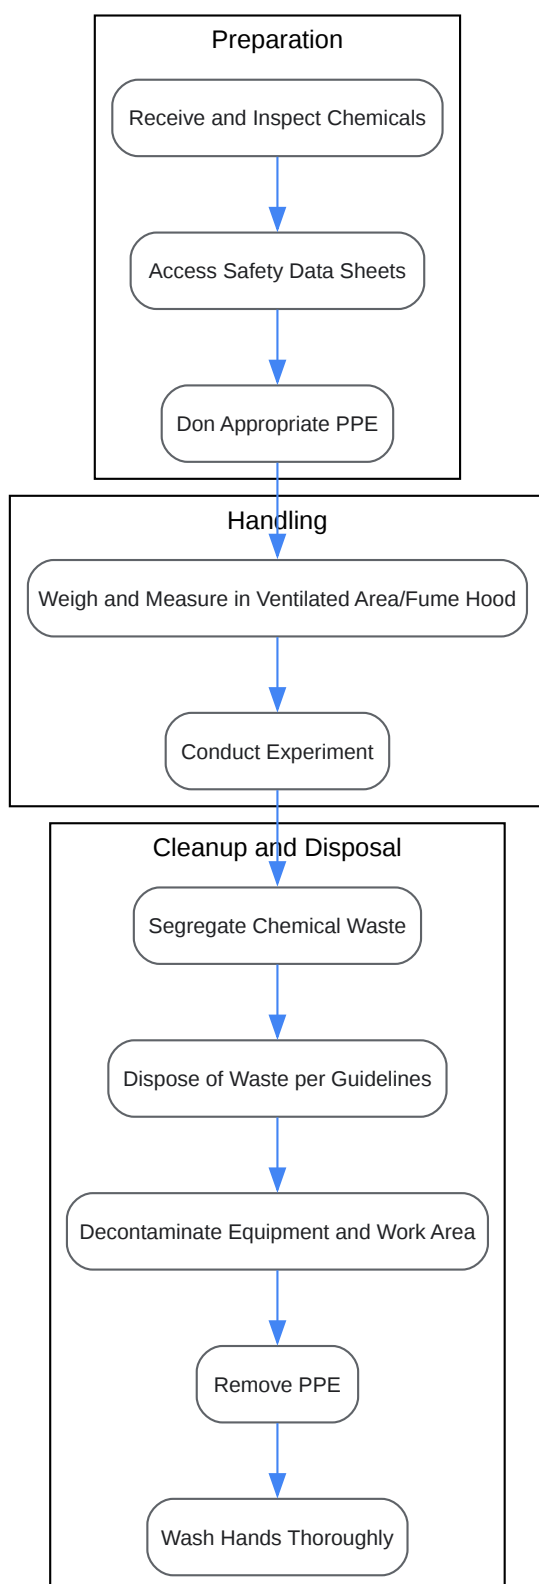 Preparation
Receive and Inspect Chemicals
Access Safety Data Sheets
Don Appropriate PPE
Handling
Weigh and Measure in Ventilated Area/Fume Hood
Conduct Experiment
Cleanup and Disposal
Segregate Chemical Waste
Dispose of Waste per Guidelines
Decontaminate Equipment and Work Area
Remove PPE
Wash Hands Thoroughly